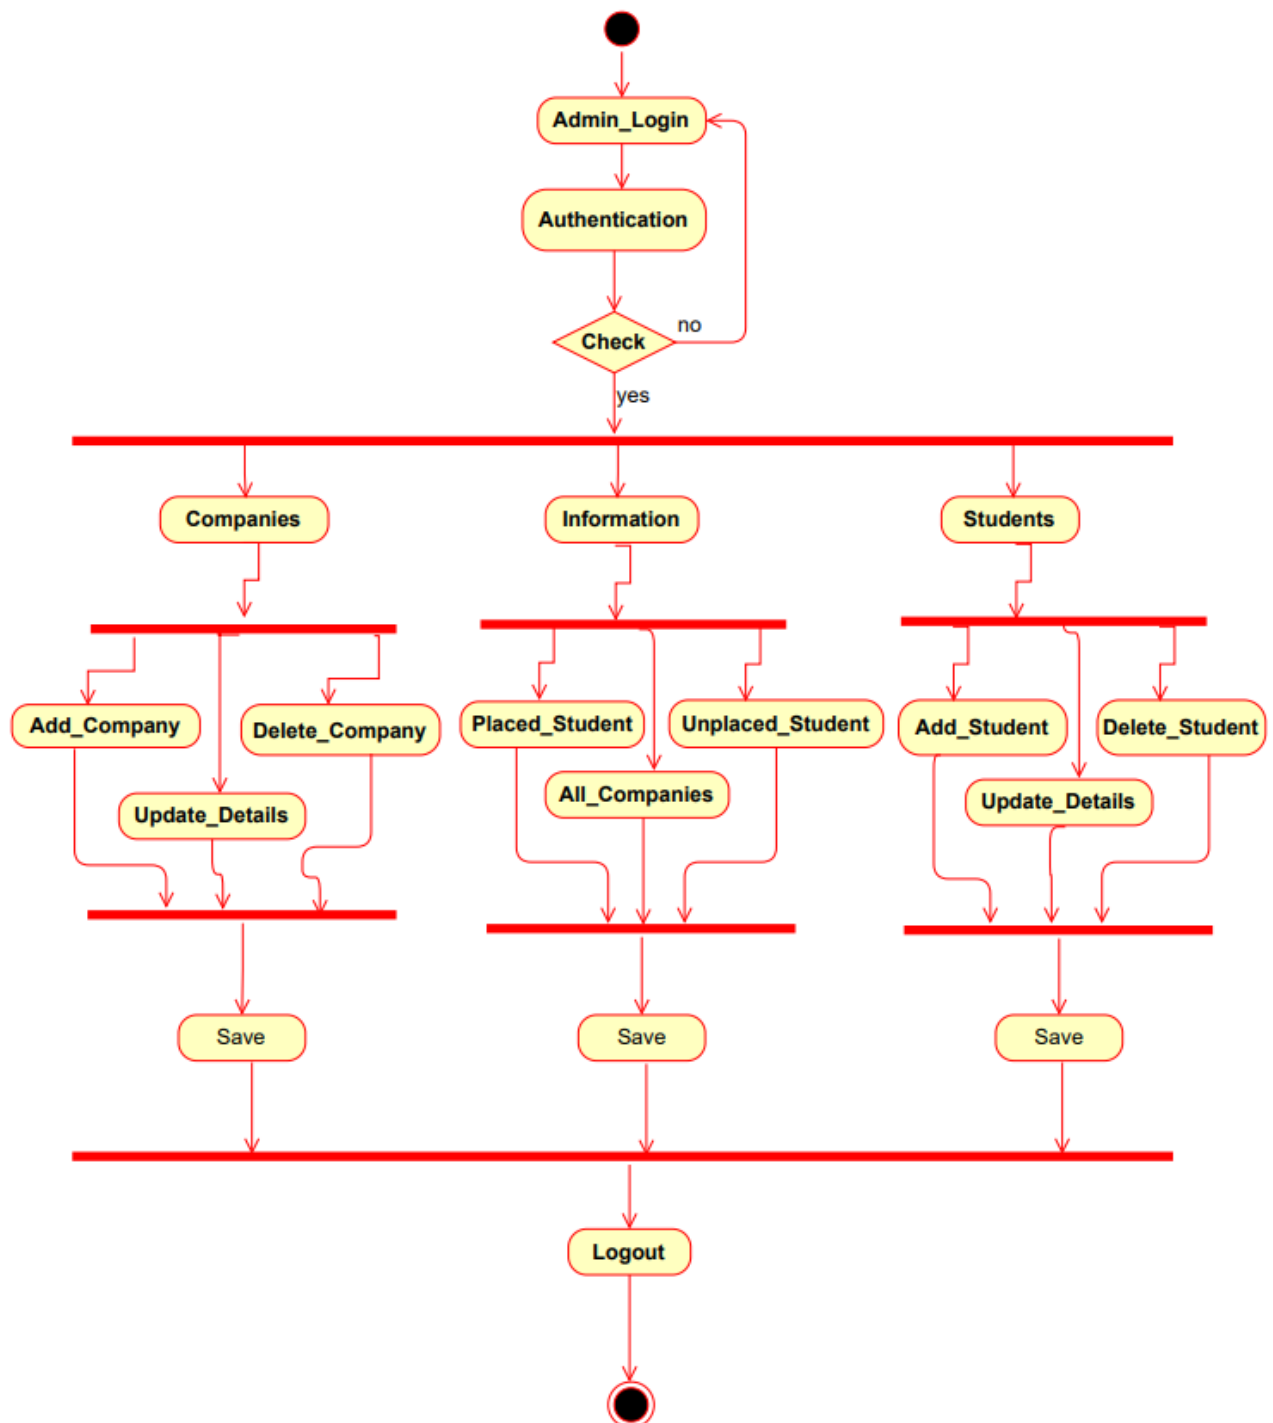 Admin_Login
Authentication
Check
no
yes
Companies
Information
Students
Add_Company
Delete_Company
Update_Details
Placed_Student
Unplaced_Student
All_Companies
Add_Student
Delete_Student
Update_Details
Save
Save
Save
Logout